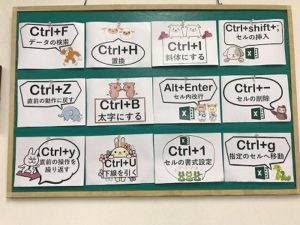 Ctrl+F
データの検索
Ctrl+H
置換
Ctrl+I
斜体にする
Ctrl+shift+;
セルの挿入
Ctrl+Z
直前の動作に戻す
Ctrl+B
太字にする
Alt+Enter
セル内改行
Ctrl+−
セルの削除
Ctrl+y
直前の操作を
繰り返す
Ctrl+U
下線を引く
Ctrl+1
セルの書式設定
Ctrl+g
指定のセルへ移動